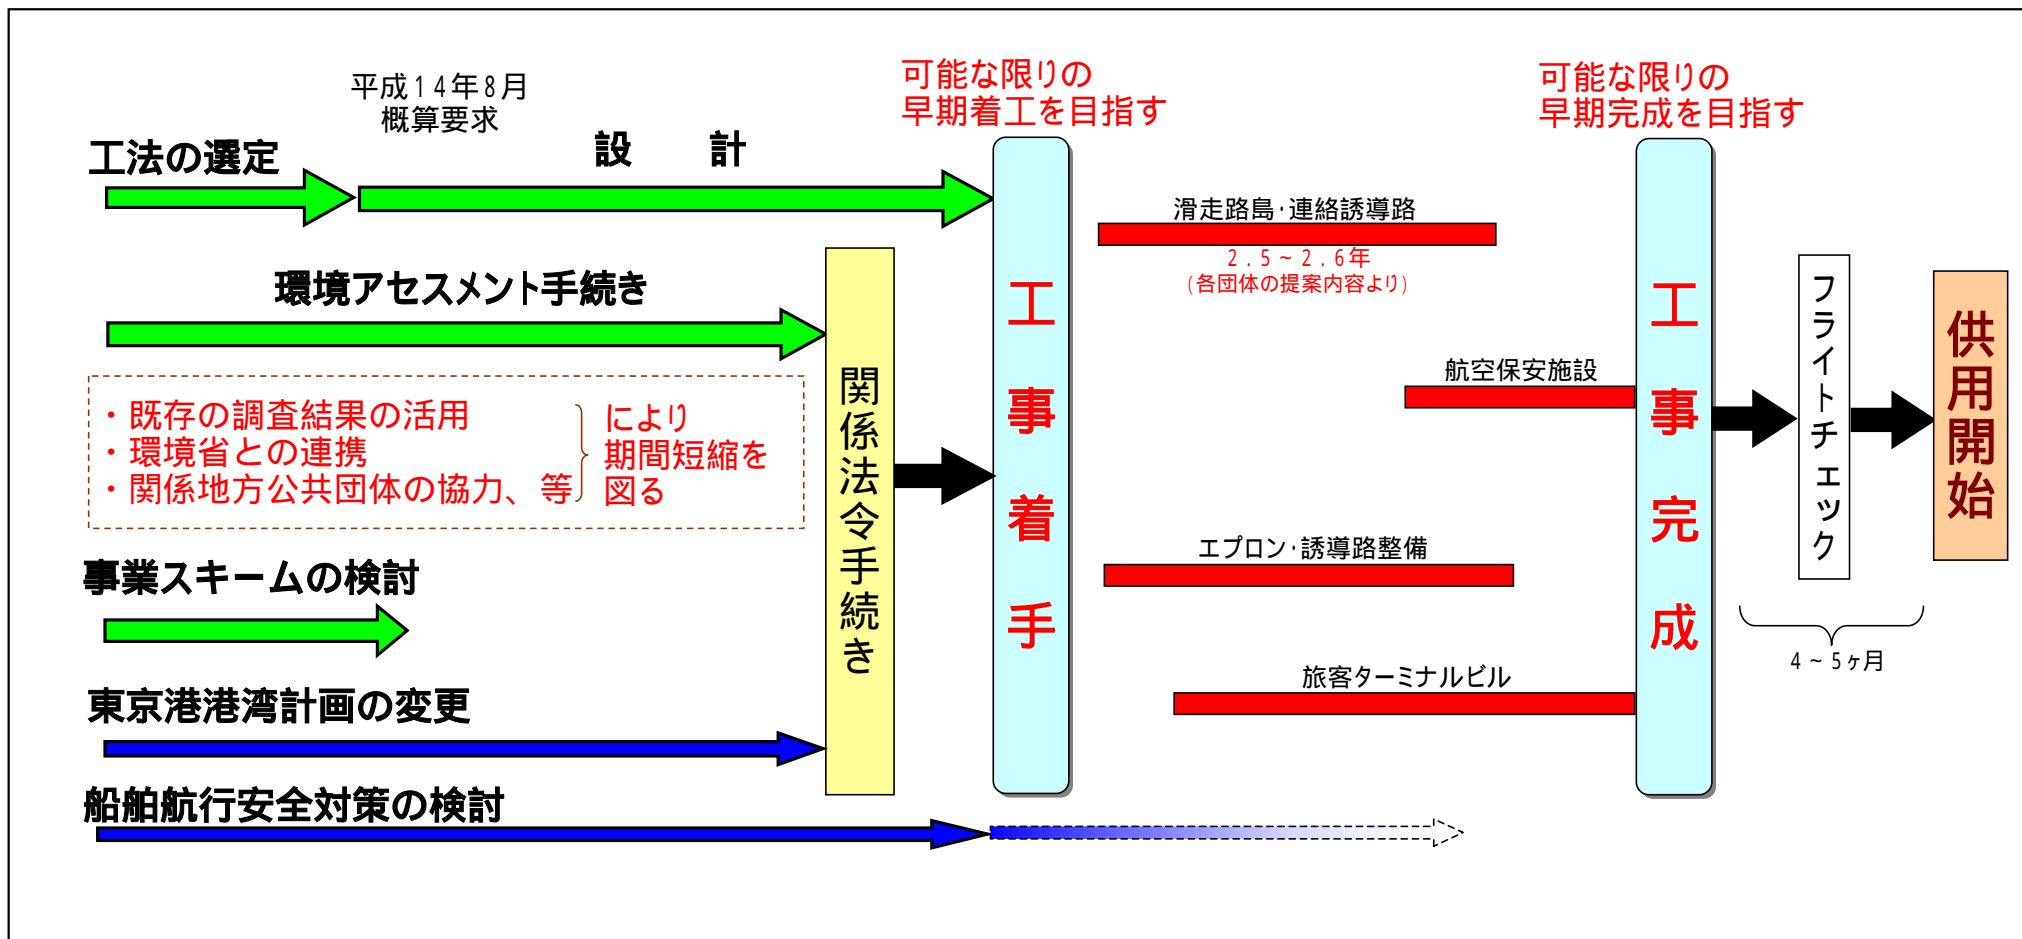 平成14年8月
概算要求
可能な限りの
早期着工を目指す
可能な限りの
早期完成を目指す
工法の選定
設　計
滑走路島・連絡誘導路
2.5~2.6年
(各団体の提案内容より)
環境アセスメント手続き
・既存の調査結果の活用
・環境省との連携
・関係地方公共団体の協力、等
により
期間短縮を
図る
関係法令手続き
工事着手
航空保安施設
エプロン・誘導路整備
旅客ターミナルビル
工事完成
フライトチェック
供用開始
4~5ヶ月
事業スキームの検討
東京港港湾計画の変更
船舶航行安全対策の検討